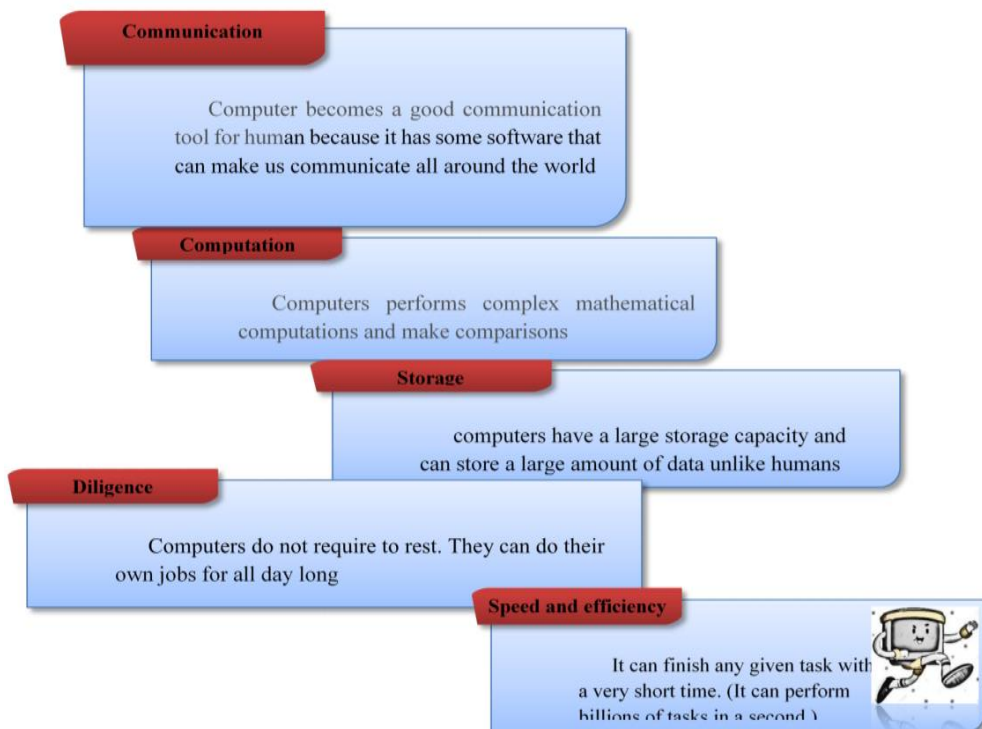 Communication
Computer becomes a good communication
tool for human because it has some software that
can make us communicate all around the world
Computation
Computers performs complex mathematical
computations and make comparisons
Storage
computers have a large storage capacity and
can store a large amount of data unlike humans
Diligence
Computers do not require to rest. They can do their
own jobs for all day long
Speed and efficiency
It can finish any given task with
a very short time. (It can perform
billions of tasks in a second.)